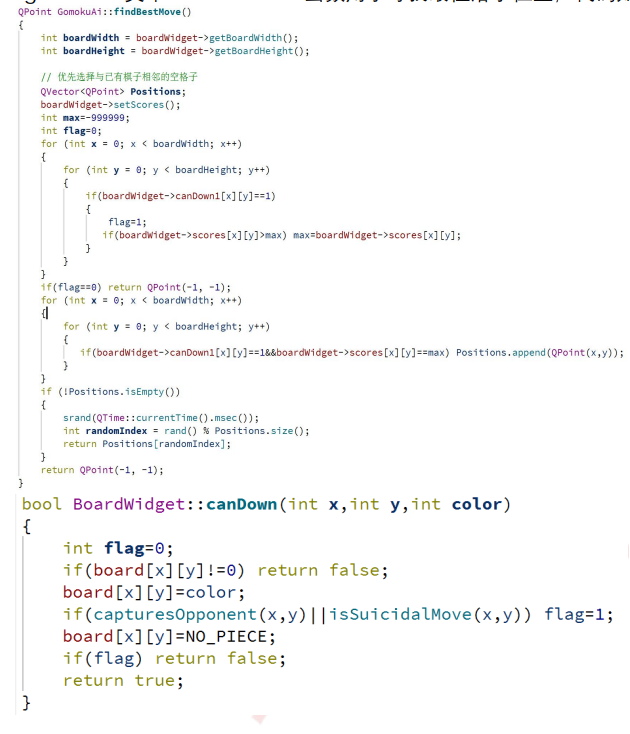 QPoint GomokuAi::findBestMove()
{
int boardWidth = boardWidget->getBoardWidth();
int boardHeight = boardWidget->getBoardHeight();
// 优先选择与已有棋子相邻的空格子
QVector<QPoint> Positions;
boardWidget->setScores();
int max=-999999;
int flag=0;
for (int x = 0; x < boardWidth; x++)
{
for (int y = 0; y < boardHeight; y++)
{
if(boardWidget->canDown1[x][y]==1)
{
flag=1;
if(boardWidget->scores[x][y]>max) max=boardWidget->scores[x][y];
}
}
}
if(flag==0) return QPoint(-1, -1);
for (int x = 0; x < boardWidth; x++)
{
for (int y = 0; y < boardHeight; y++)
{
if(boardWidget->canDown1[x][y]==1&&boardWidget->scores[x][y]==max) Positions.append(QPoint(x,y));
}
}
if (!Positions.isEmpty())
{
srand(QTime::currentTime().msec());
int randomIndex = rand() % Positions.size();
return Positions[randomIndex];
}
return QPoint(-1, -1);
}
bool BoardWidget::canDown(int x,int y,int color)
{
int flag=0;
if(board[x][y]!=0) return false;
board[x][y]=color;
if(capturesOpponent(x,y)||isSuicidalMove(x,y)) flag=1;
board[x][y]=NO_PIECE;
if(flag) return false;
return true;
}